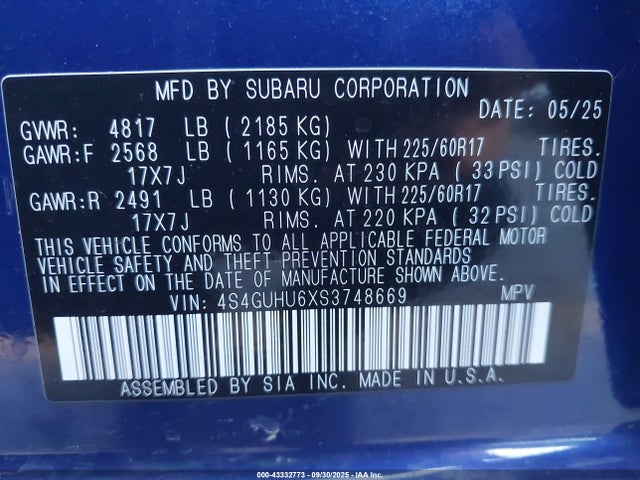 MFD BY SUBARU CORPORATION
DATE: 05/25
GVWR: 4817 LB ( 2185 KG)
GAWR:F 2568 LB ( 1165 KG) WITH 225/60R17 TIRES.
17X7J RIMS. AT 230 KPA ( 33 PSI) COLD
GAWR:R 2491 LB ( 1130 KG) WITH 225/60R17 TIRES.
17X7J RIMS. AT 220 KPA ( 32 PSI) COLD
THIS VEHICLE CONFORMS TO ALL APPLICABLE FEDERAL MOTOR
VEHICLE SAFETY AND THEFT PREVENTION STANDARDS
IN EFFECT ON THE DATE OF MANUFACTURE SHOWN ABOVE.
VIN: 4S4GUHU6XS3748669 MPV
ASSEMBLED BY SIA INC. MADE IN U.S.A.
000-43332773 - 09/30/2025 - IAA Inc.